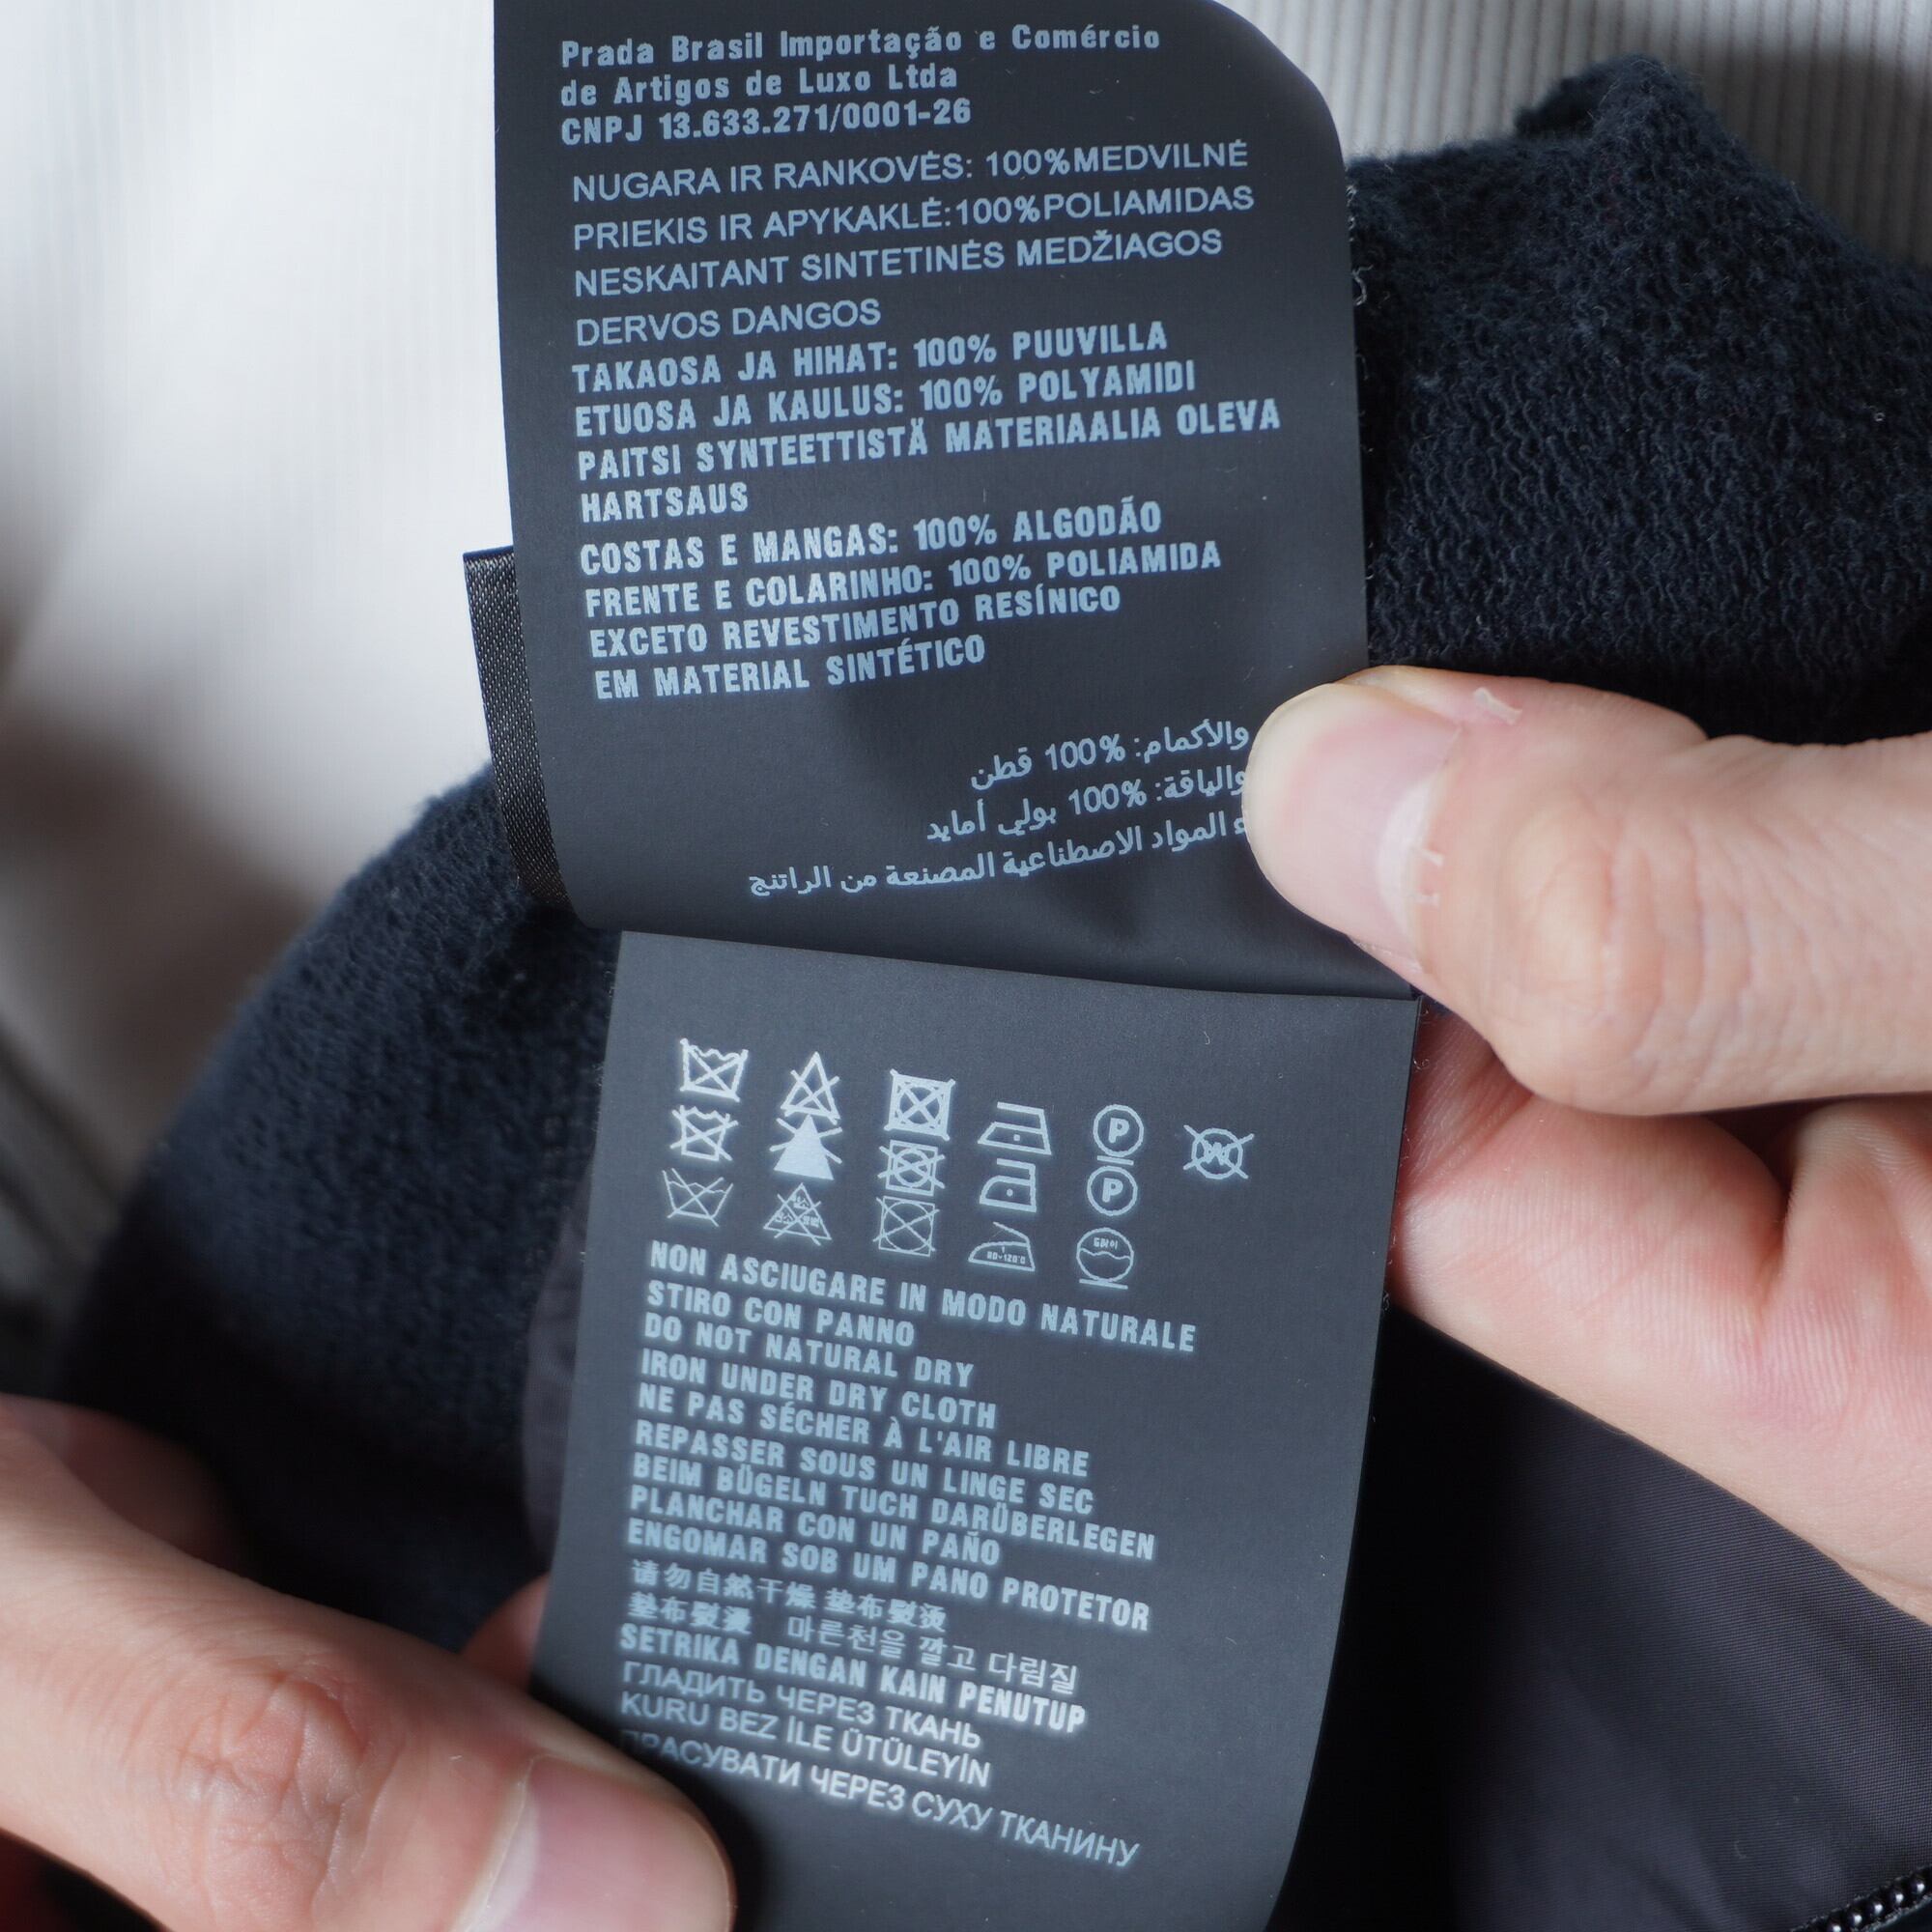 Prada Brasil Importação e Comércio
de Artigos de Luxo Ltda
CNPJ 13.633.271/0001-26
NUGARA IR RANKOVĖS: 100%MEDVILNĖ
PRIEKIS IR APYKAKLĖ:100%POLIAMIDAS
NESKAITANT SINTETINĖS MEDŽIAGOS
DERVOS DANGOS
TAKAOSA JA HIHAT: 100% PUUVILLA
ETUOSA JA KAULUS: 100% POLYAMIDI
PAITSI SYNTEETTISTÄ MATERIAALIA OLEVA
HARTSAUS
COSTAS E MANGAS: 100% ALGODÃO
FRENTE E COLARINHO: 100% POLIAMIDA
EXCETO REVESTIMENTO RESÍNICO
EM MATERIAL SINTÉTICO
والأكمام: 100% قطن
والياقة: 100% بولي أمايد
المواد الاصطناعية المصنعة من الراتنج
P W
P
80~120°C 드라이
NON ASCIUGARE IN MODO NATURALE
STIRO CON PANNO
DO NOT NATURAL DRY
IRON UNDER DRY CLOTH
NE PAS SÉCHER À L'AIR LIBRE
REPASSER SOUS UN LINGE SEC
BEIM BÜGELN TUCH DARÜBERLEGEN
PLANCHAR CON UN PAÑO
ENGOMAR SOB UM PANO PROTETOR
请勿自然干燥 垫布熨烫
墊布熨燙 마른천을 깔고 다림질
SETRIKA DENGAN KAIN PENUTUP
ГЛАДИТЬ ЧЕРЕЗ ТКАНЬ
KURU BEZ İLE ÜTÜLEYİN
ПРАСУВАТИ ЧЕРЕЗ СУХУ ТКАНИНУ